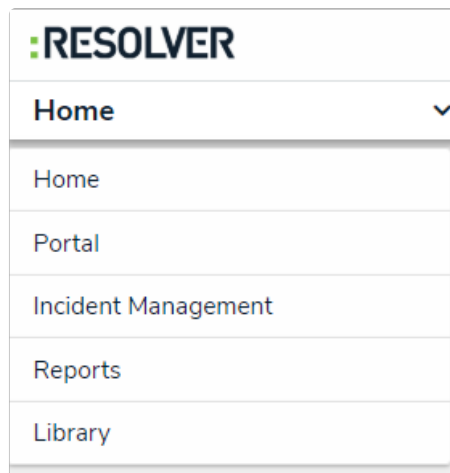 :RESOLVER
Home
Home
Portal
Incident Management
Reports
Library